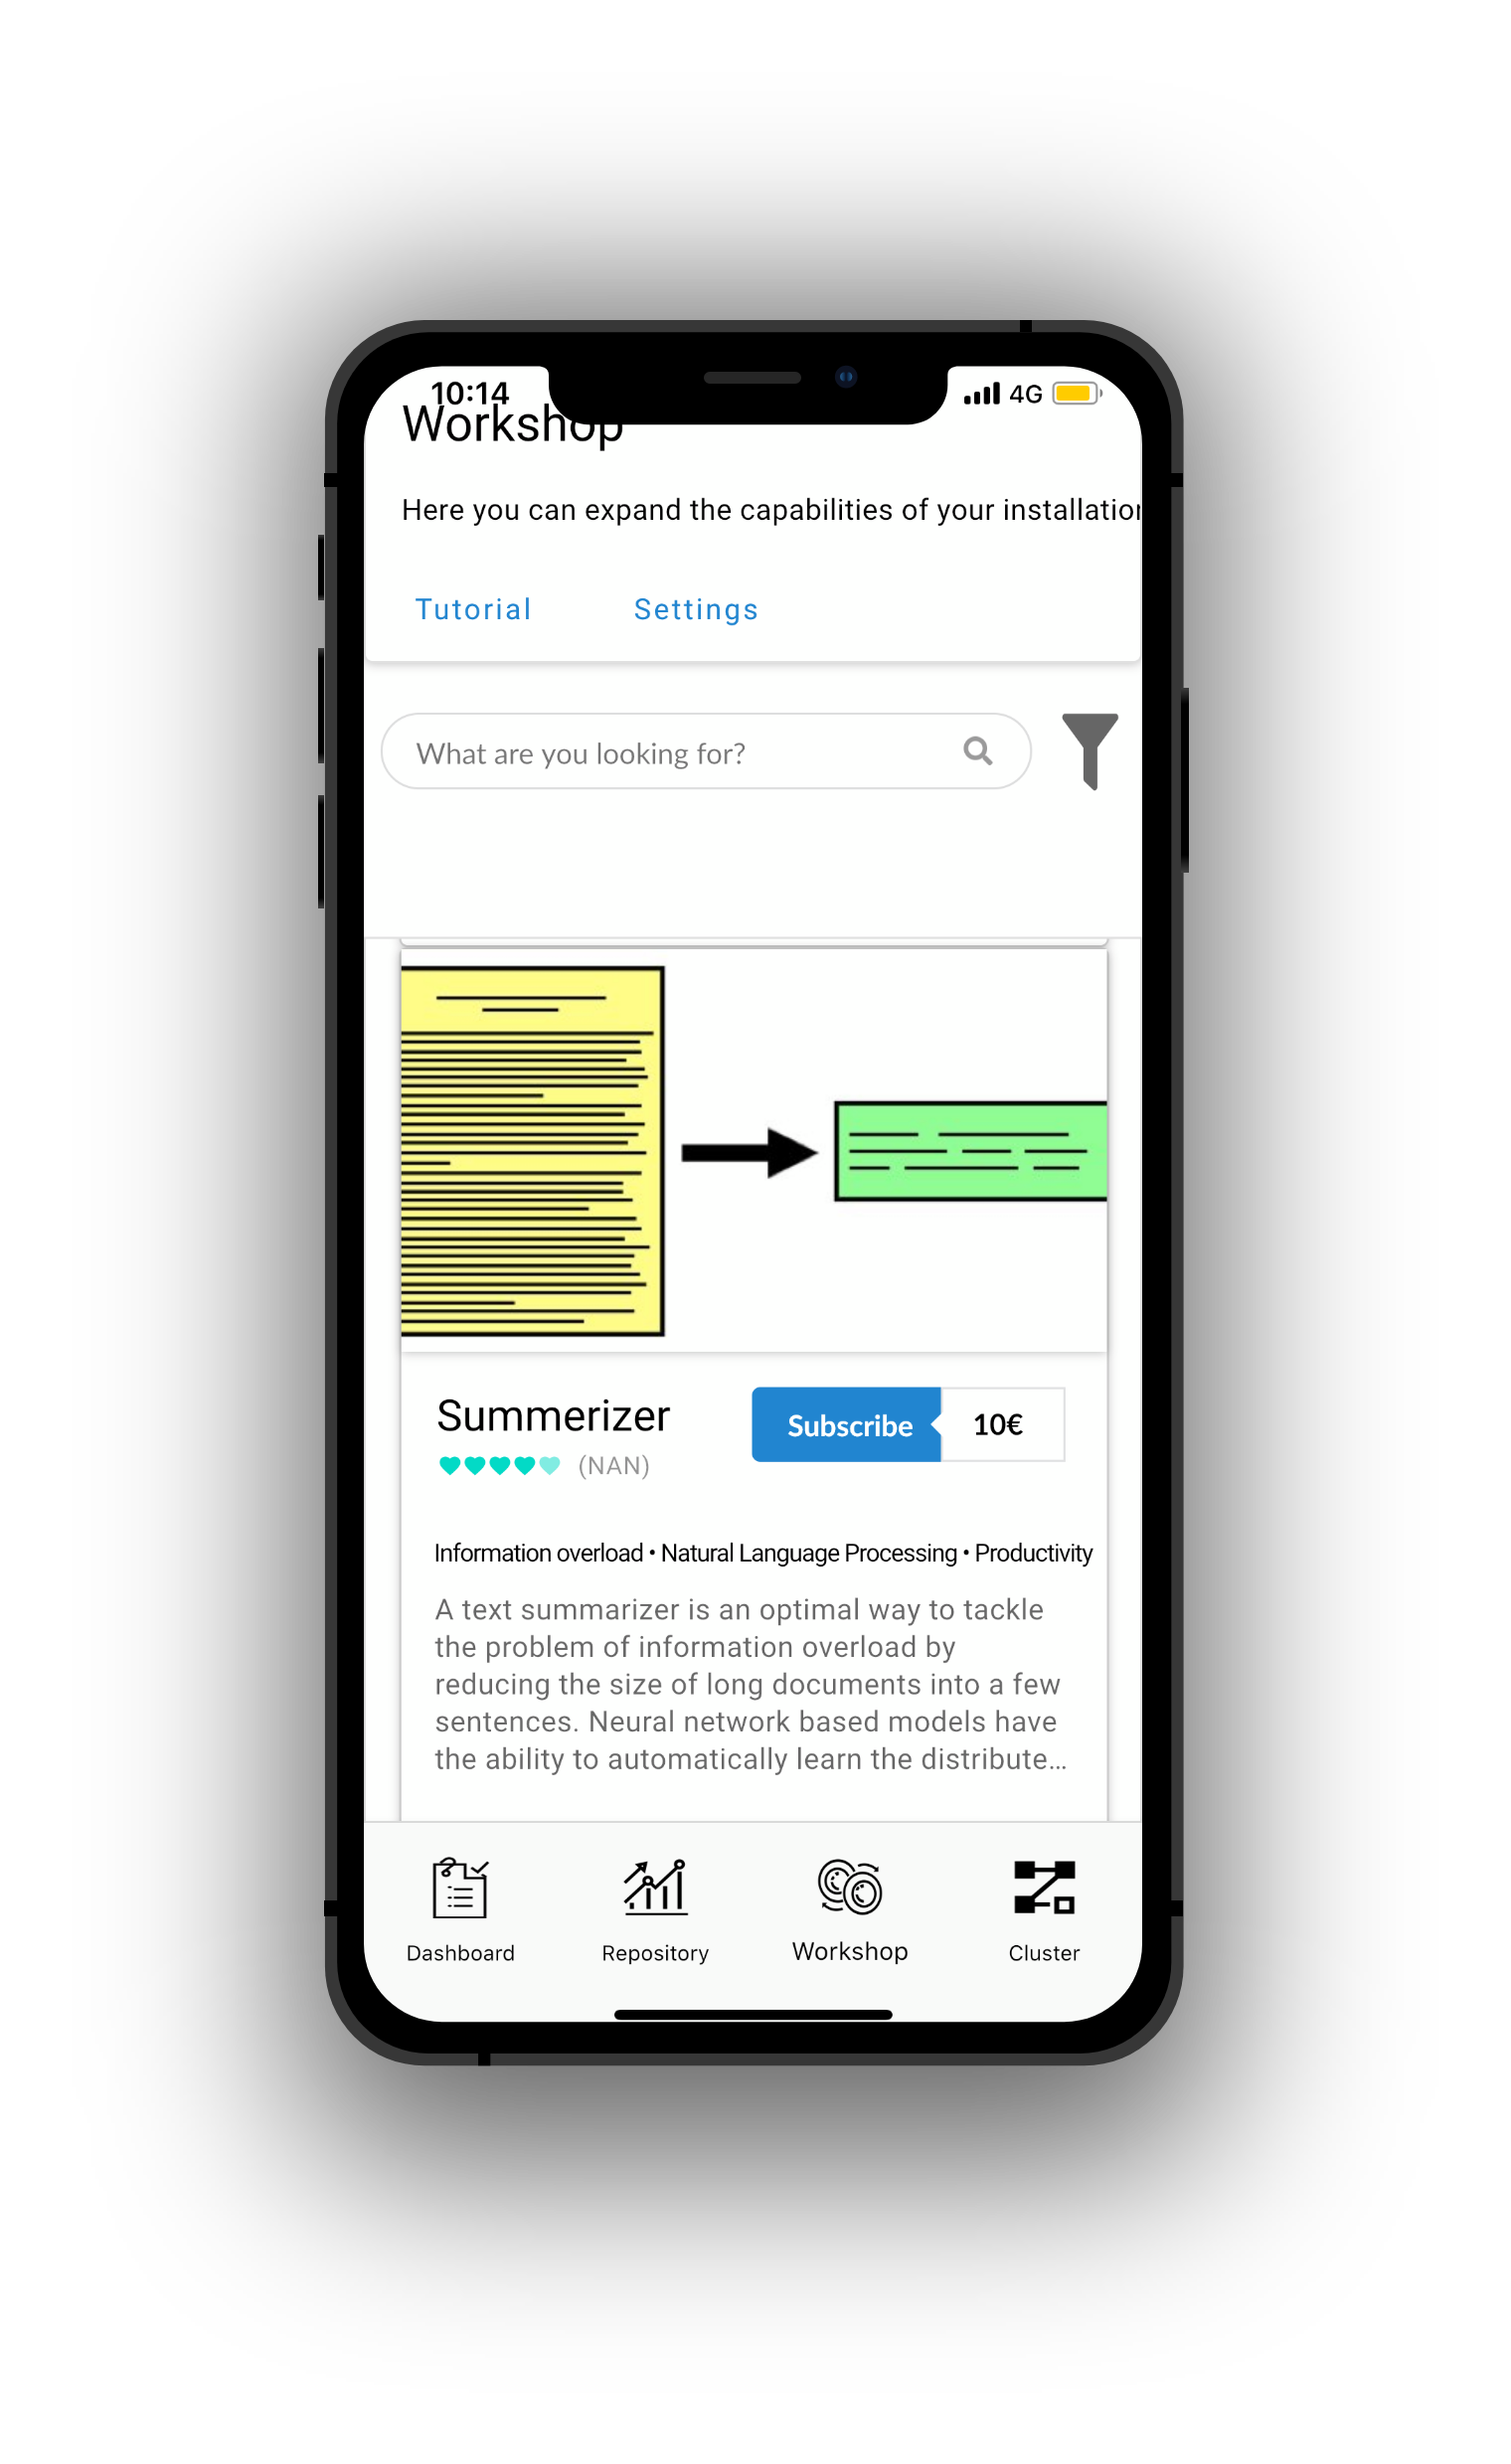 10:14
4G
Workshop
Here you can expand the capabilities of your installation
Tutorial Settings
What are you looking for?
Summerizer
Subscribe 10€
(NAN)
Information overload • Natural Language Processing • Productivity
A text summarizer is an optimal way to tackle
the problem of information overload by
reducing the size of long documents into a few
sentences. Neural network based models have
the ability to automatically learn the distribute...
Dashboard Repository Workshop Cluster